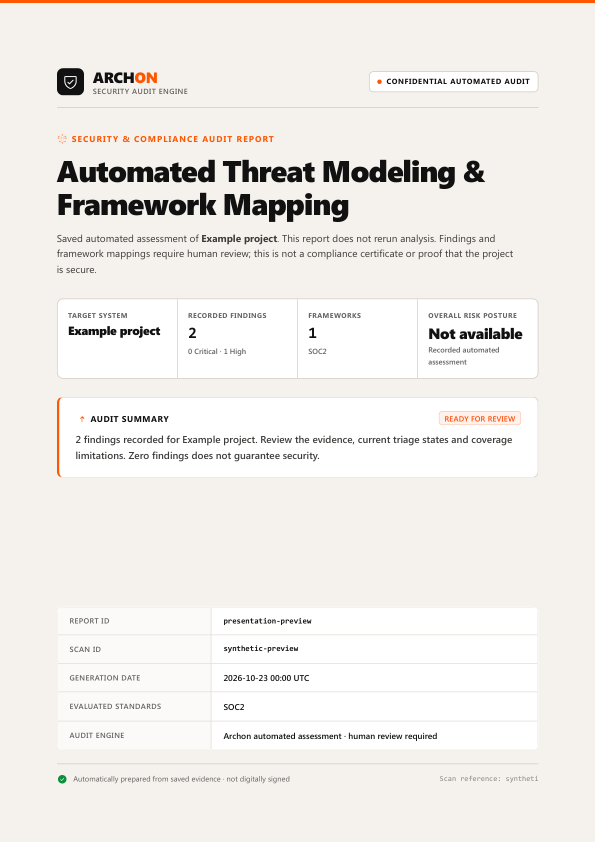 ARCHON
SECURITY AUDIT ENGINE
CONFIDENTIAL AUTOMATED AUDIT
SECURITY & COMPLIANCE AUDIT REPORT
Automated Threat Modeling &
Framework Mapping
Saved automated assessment of Example project. This report does not rerun analysis. Findings and
framework mappings require human review; this is not a compliance certificate or proof that the project
is secure.
TARGET SYSTEM
Example project
RECORDED FINDINGS
2
0 Critical · 1 High
FRAMEWORKS
1
SOC2
OVERALL RISK POSTURE
Not available
Recorded automated
assessment
AUDIT SUMMARY
READY FOR REVIEW
2 findings recorded for Example project. Review the evidence, current triage states and coverage
limitations. Zero findings does not guarantee security.
REPORT ID presentation-preview
SCAN ID synthetic-preview
GENERATION DATE 2026-10-23 00:00 UTC
EVALUATED STANDARDS SOC2
AUDIT ENGINE Archon automated assessment · human review required
Automatically prepared from saved evidence · not digitally signed
Scan reference: syntheti